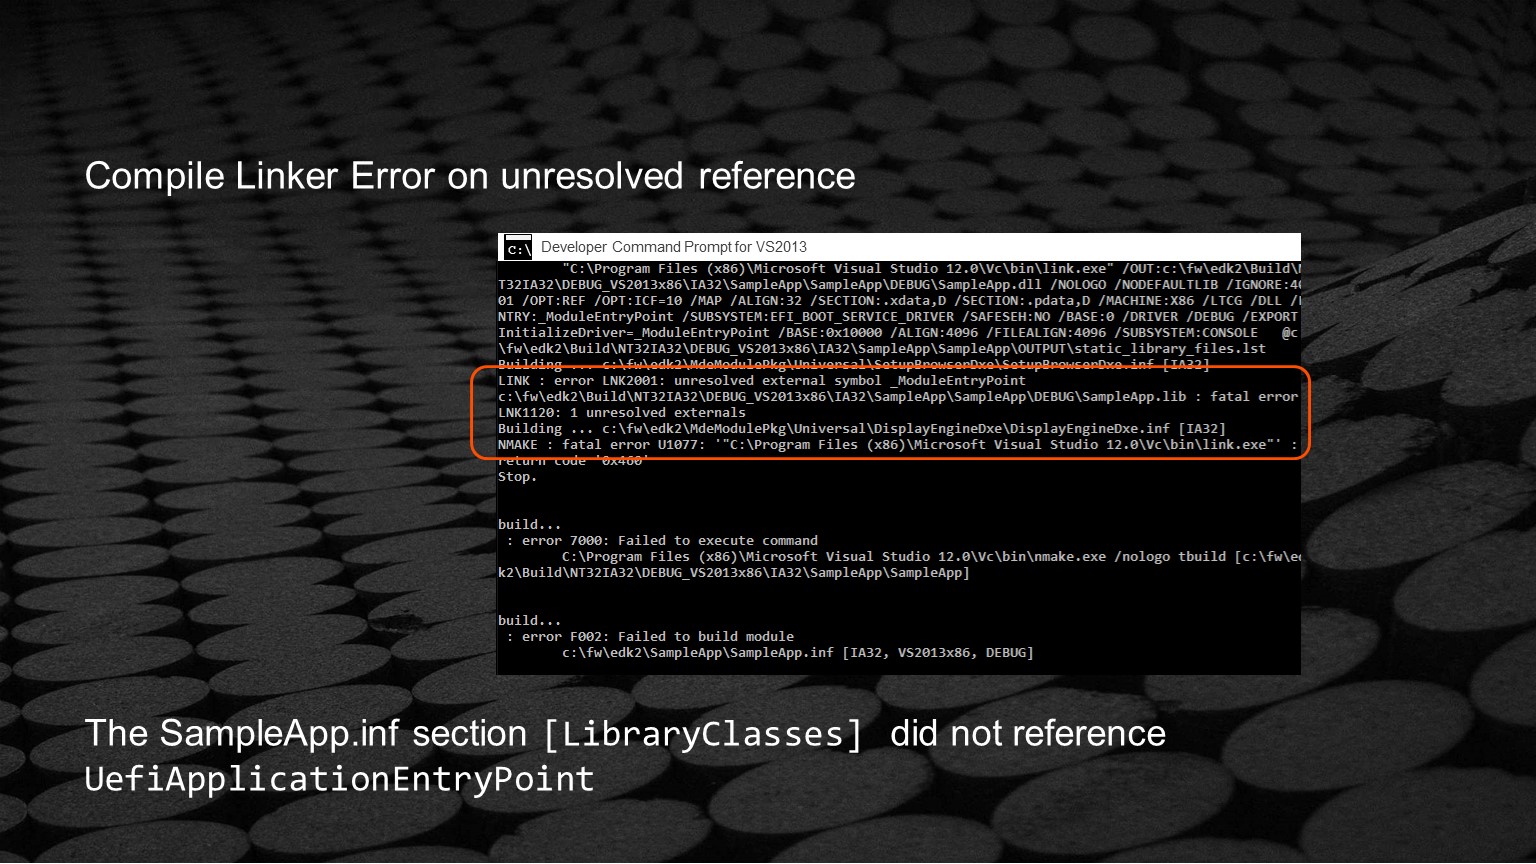 Compile Linker Error on unresolved reference
C:\ Developer Command Prompt for VS2013
"C:\Program Files (x86)\Microsoft Visual Studio 12.0\Vc\bin\link.exe" /OUT:c:\fw\edk2\Build\N
T32IA32\DEBUG_VS2013x86\IA32\SampleApp\SampleApp\DEBUG\SampleApp.dll /NOLOGO /NODEFAULTLIB /IGNORE:40
01 /OPT:REF /OPT:ICF=10 /MAP /ALIGN:32 /SECTION:.xdata,D /SECTION:.pdata,D /MACHINE:X86 /LTCG /DLL /E
NTRY:_ModuleEntryPoint /SUBSYSTEM:EFI_BOOT_SERVICE_DRIVER /SAFESEH:NO /BASE:0 /DRIVER /DEBUG /EXPORT
InitializeDriver=_ModuleEntryPoint /BASE:0x10000 /ALIGN:4096 /FILEALIGN:4096 /SUBSYSTEM:CONSOLE @c
\fw\edk2\Build\NT32IA32\DEBUG_VS2013x86\IA32\SampleApp\SampleApp\OUTPUT\static_library_files.lst
Building ... c:\fw\edk2\MdeModulePkg\Universal\SetupBrowserDxe\SetupBrowserDxe.inf [IA32]
LINK : error LNK2001: unresolved external symbol _ModuleEntryPoint
c:\fw\edk2\Build\NT32IA32\DEBUG_VS2013x86\IA32\SampleApp\SampleApp\DEBUG\SampleApp.lib : fatal error
LNK1120: 1 unresolved externals
Building ... c:\fw\edk2\MdeModulePkg\Universal\DisplayEngineDxe\DisplayEngineDxe.inf [IA32]
NMAKE : fatal error U1077: '"C:\Program Files (x86)\Microsoft Visual Studio 12.0\Vc\bin\link.exe"' :
return code '0x460'
Stop.
build...
: error 7000: Failed to execute command
C:\Program Files (x86)\Microsoft Visual Studio 12.0\Vc\bin\nmake.exe /nologo tbuild [c:\fw\ed
k2\Build\NT32IA32\DEBUG_VS2013x86\IA32\SampleApp\SampleApp]
build...
: error F002: Failed to build module
c:\fw\edk2\SampleApp\SampleApp.inf [IA32, VS2013x86, DEBUG]
The SampleApp.inf section [LibraryClasses] did not reference
UefiApplicationEntryPoint